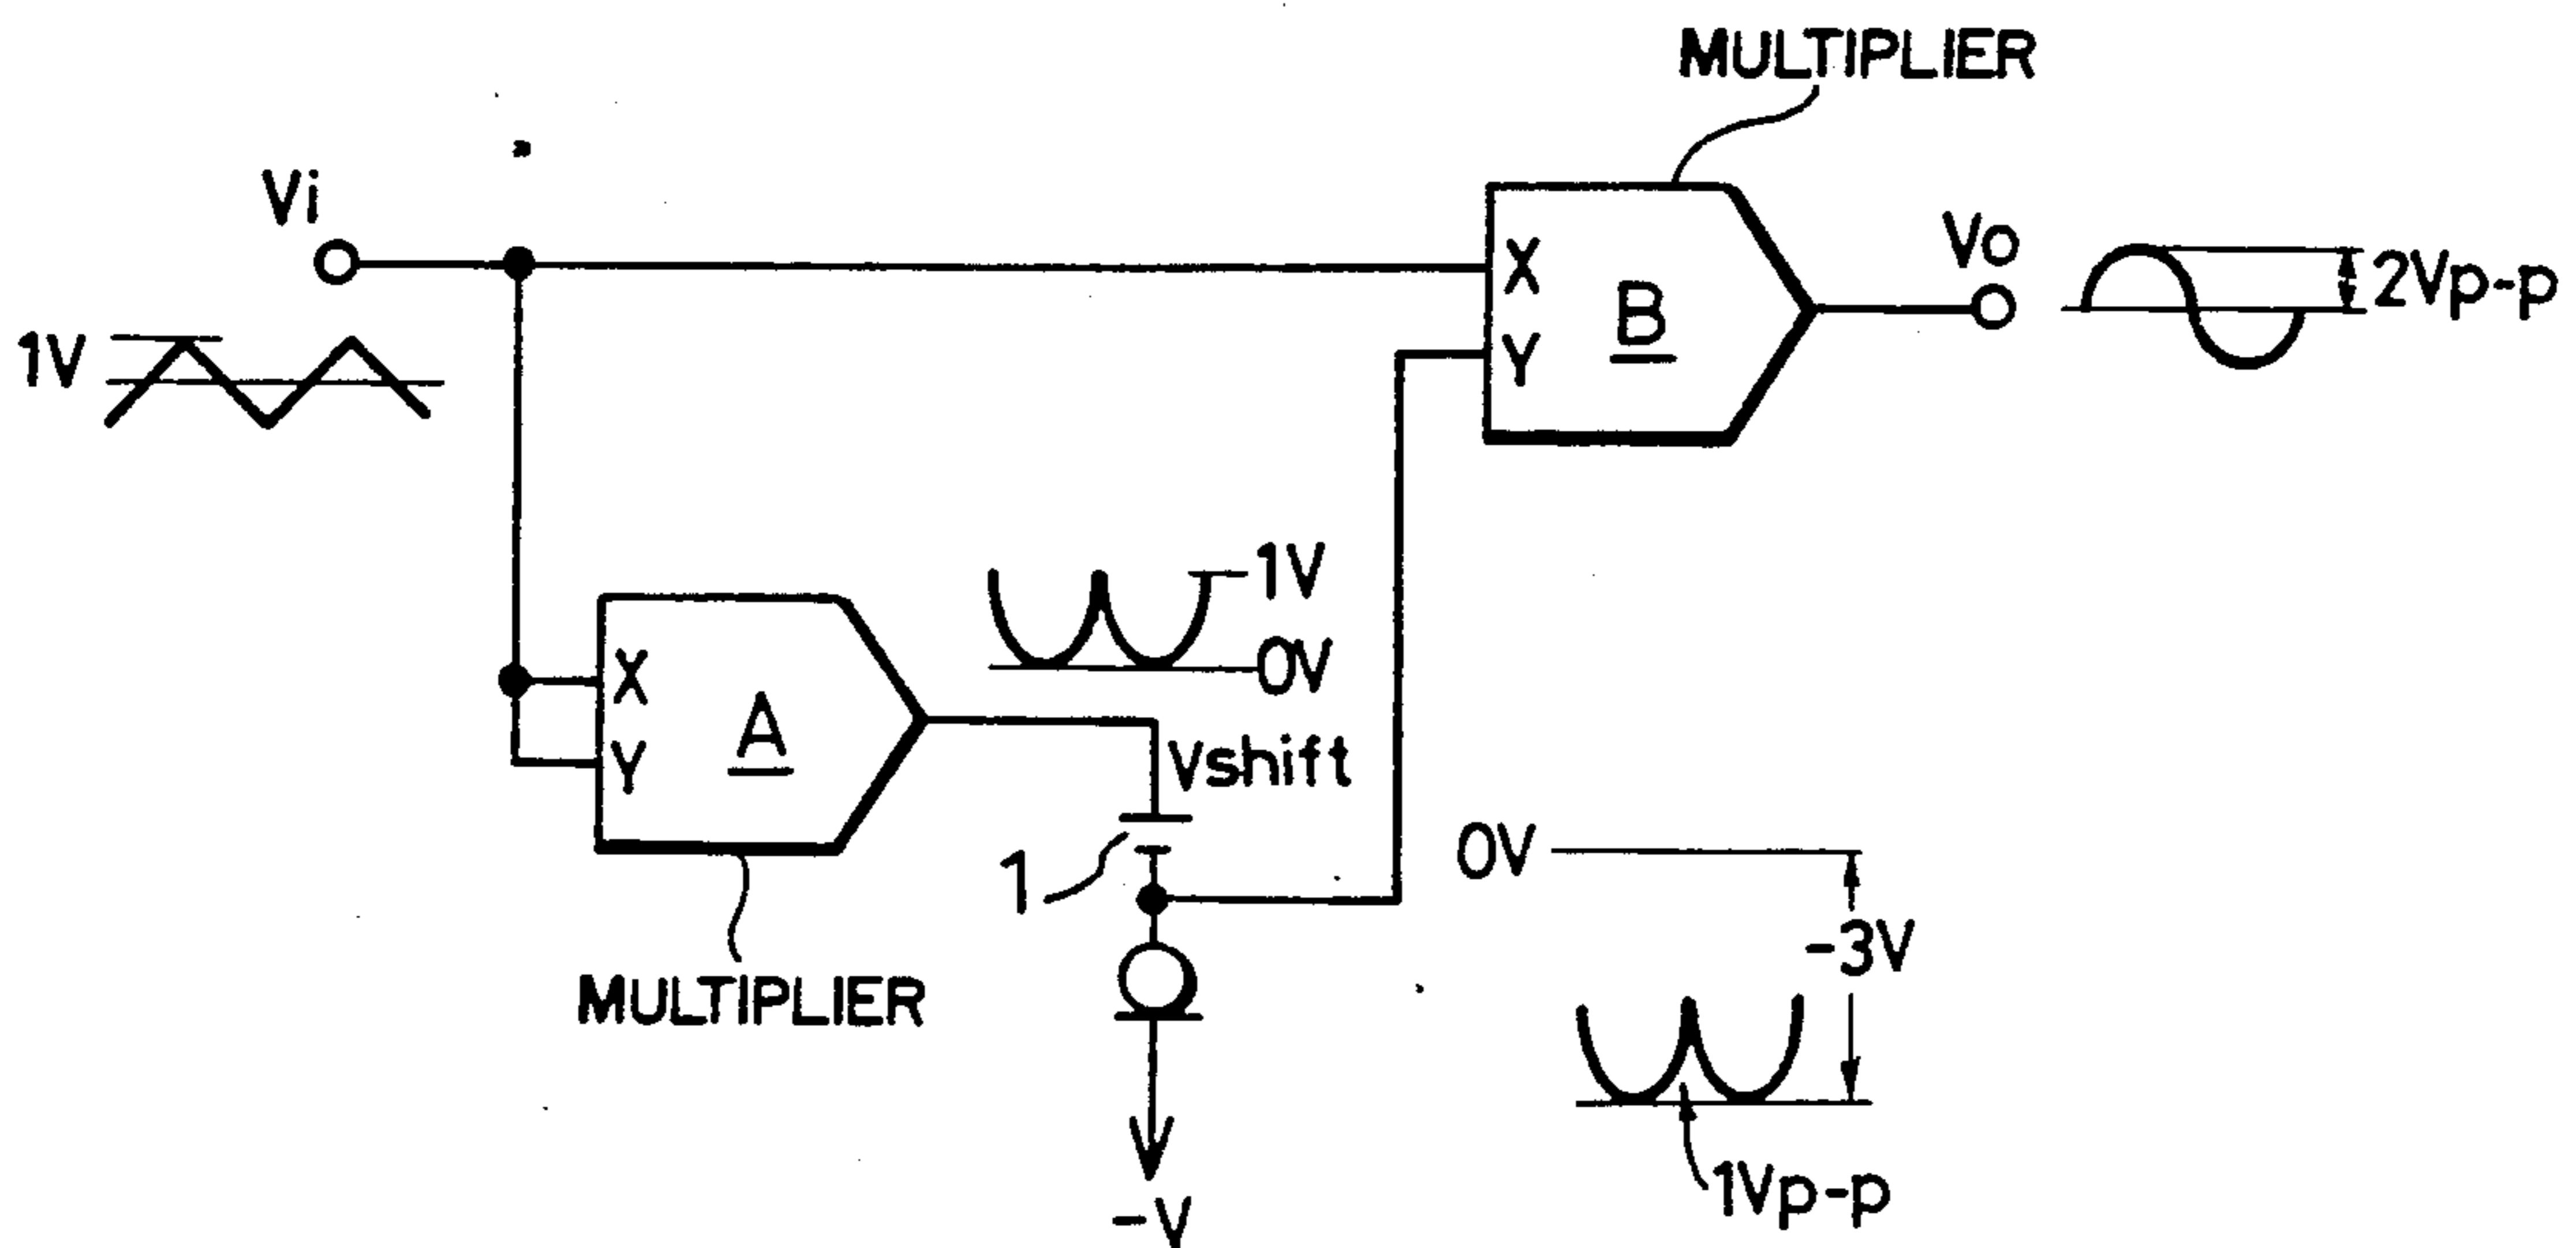 MULTIPLIER
Vi
X
Y
B
Vo
2Vp-p
1V
1V
0V
X
Y
A
Vshift
1
0V
-3V
MULTIPLIER
1Vp-p
-V